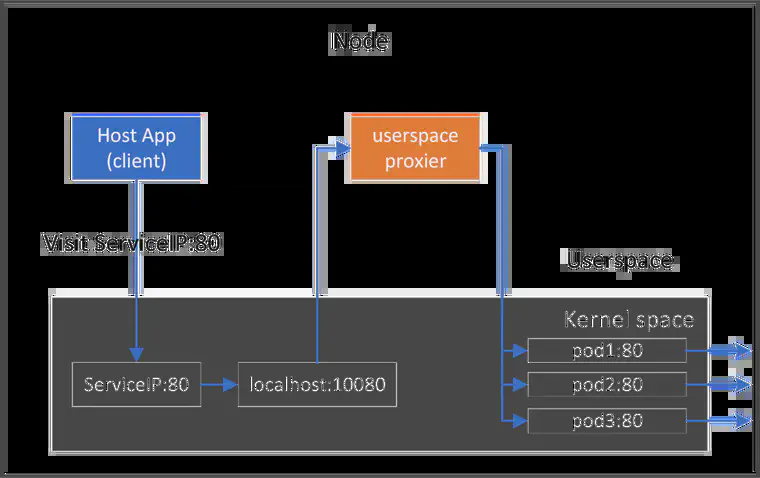 Node
Host App
(client)
userspace
proxier
Visit ServiceIP:80
Userspace
Kernel space
ServiceIP:80
localhost:10080
pod1:80
pod2:80
pod3:80